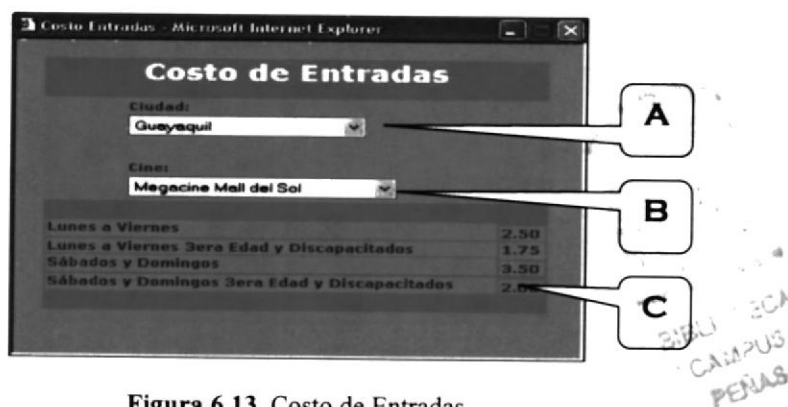 Costo Entradas - Microsoft Internet Explorer
Costo de Entradas
Ciudad:
Guayaquil
A
Cine:
Megacine Mall del Sol
B
Lunes a Viernes 2.50
Lunes a Viernes 3era Edad y Discapacitados 1.75
Sábados y Domingos 3.50
Sábados y Domingos 3era Edad y Discapacitados
C
CAMPUS
PEÑAS
Figura 6.13 Costo de Entradas